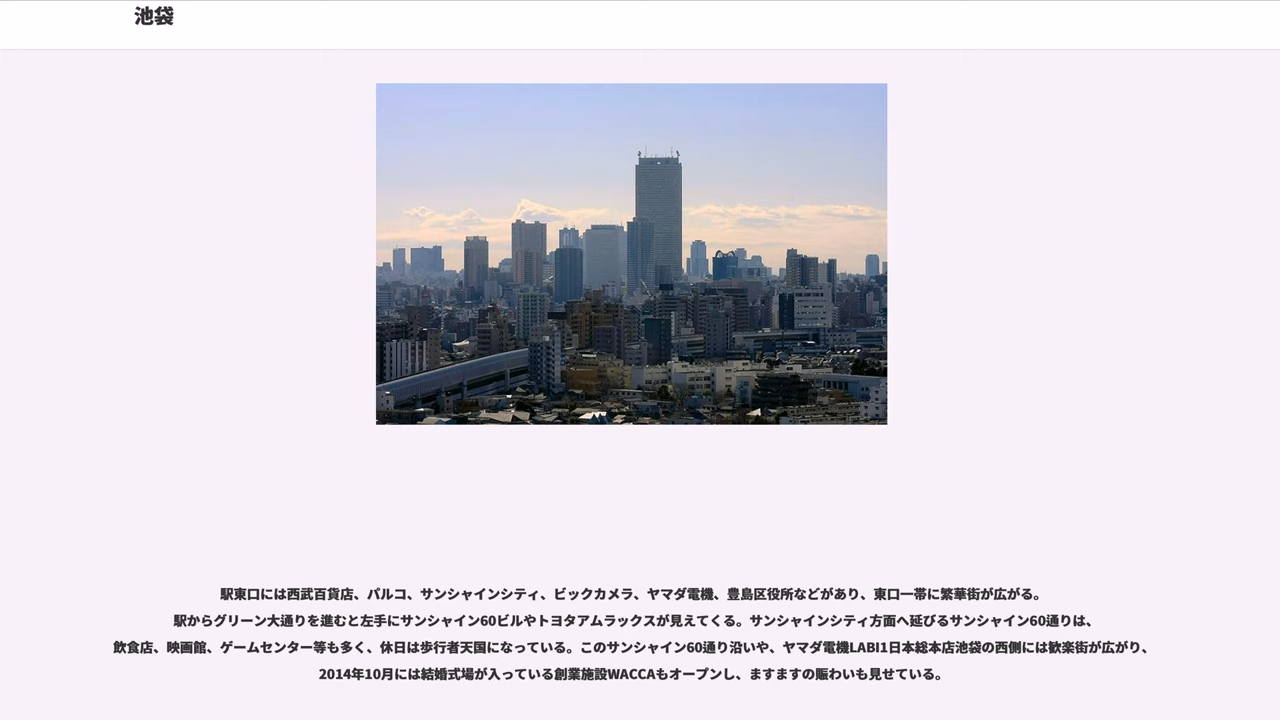 池袋
駅東口には西武百貨店、パルコ、サンシャインシティ、ビックカメラ、ヤマダ電機、豊島区役所などがあり、東口一帯に繁華街が広がる。
駅からグリーン大通りを進むと左手にサンシャイン60ビルやトヨタアムラックスが見えてくる。サンシャインシティ方面へ延びるサンシャイン60通りは、
飲食店、映画館、ゲームセンター等も多く、休日は歩行者天国になっている。このサンシャイン60通り沿いや、ヤマダ電機LABI1日本総本店池袋の西側には歓楽街が広がり、
2014年10月には結婚式場が入っている創業施設WACCAもオープンし、ますますの賑わいも見せている。